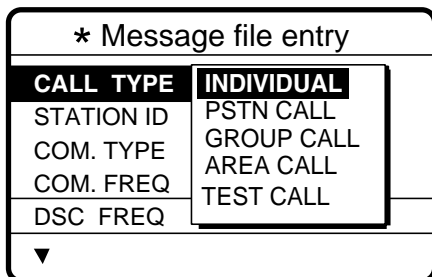 * Message file entry
CALL TYPE
INDIVIDUAL
STATION ID
PSTN CALL
COM. TYPE
GROUP CALL
COM. FREQ
AREA CALL
DSC FREQ
TEST CALL
▼